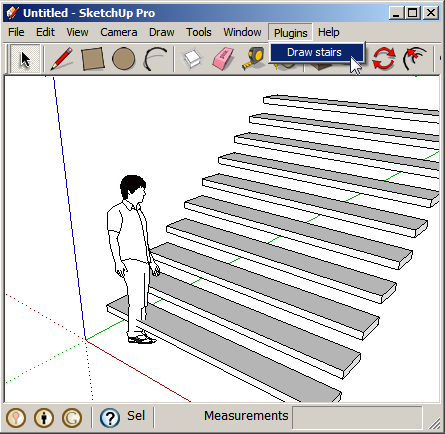 Untitled - SketchUp Pro
File Edit View Camera Draw Tools Window Plugins Help
Draw stairs
Sel Measurements